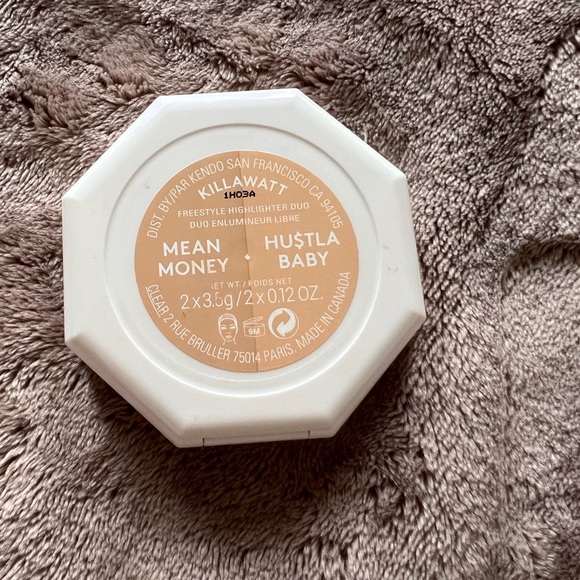 DIST. BY/PAR KENDO SAN FRANCISCO CA 94105
KILLAWATT
1H03A
FREESTYLE HIGHLIGHTER DUO
DUO ENLUMINEUR LIBRE
MEAN MONEY • HU$TLA BABY
NET WT./POIDS NET
2 x 3.5g / 2 x 0.12 OZ.
9M
CLEAR 2 RUE BRULLER 75014 PARIS. MADE IN CANADA